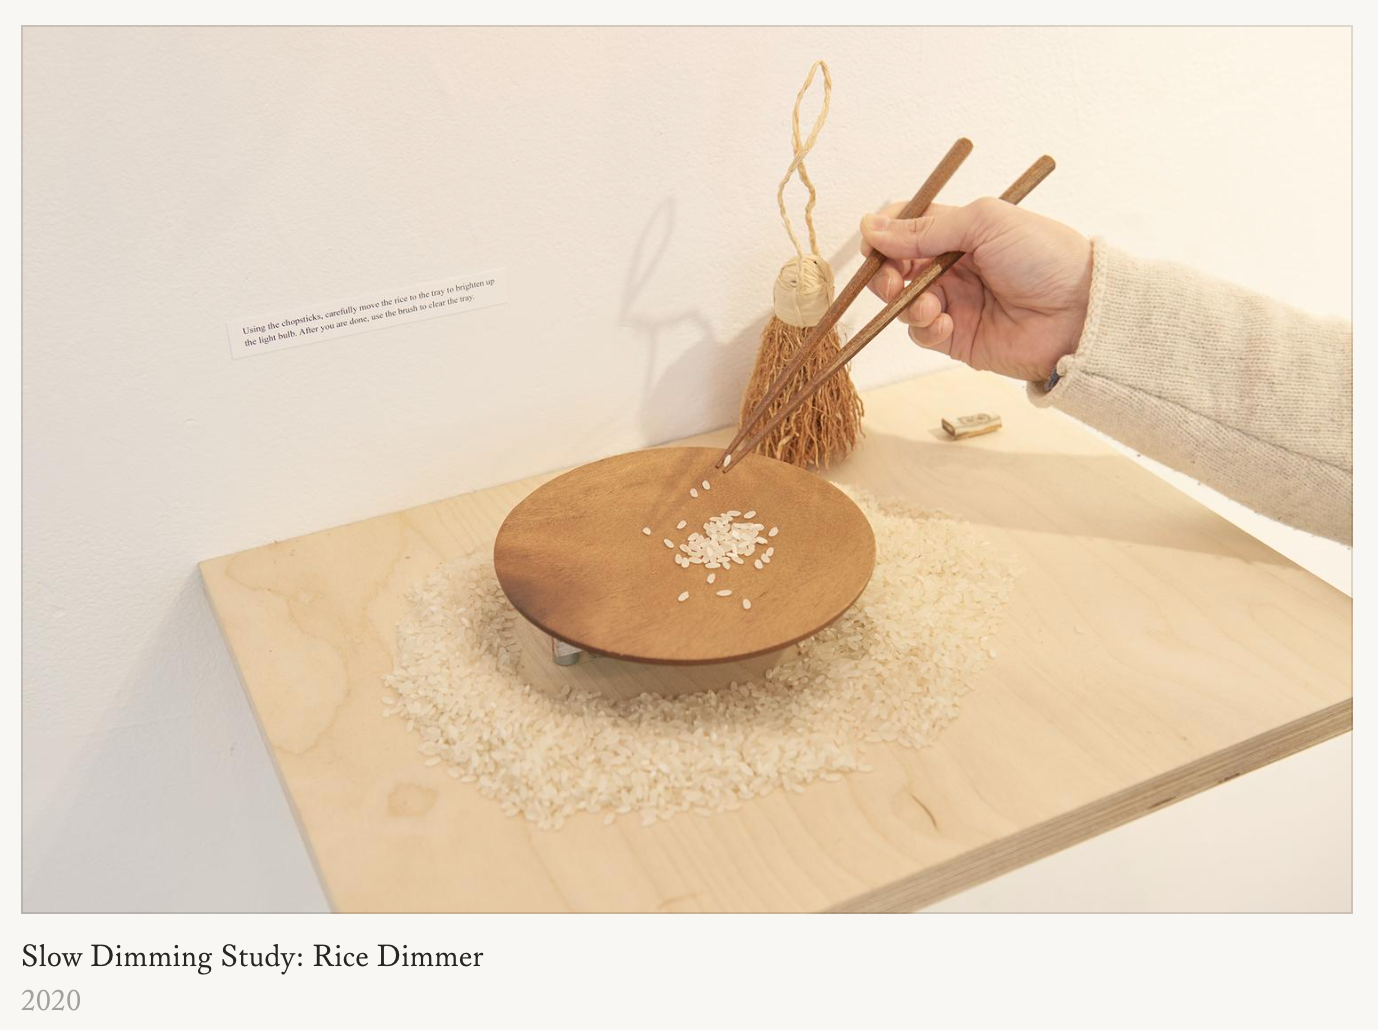 Using the chopsticks, carefully move the rice to the tray to brighten up
the light bulb. After you are done, use the brush to clear the tray.
Slow Dimming Study: Rice Dimmer
2020